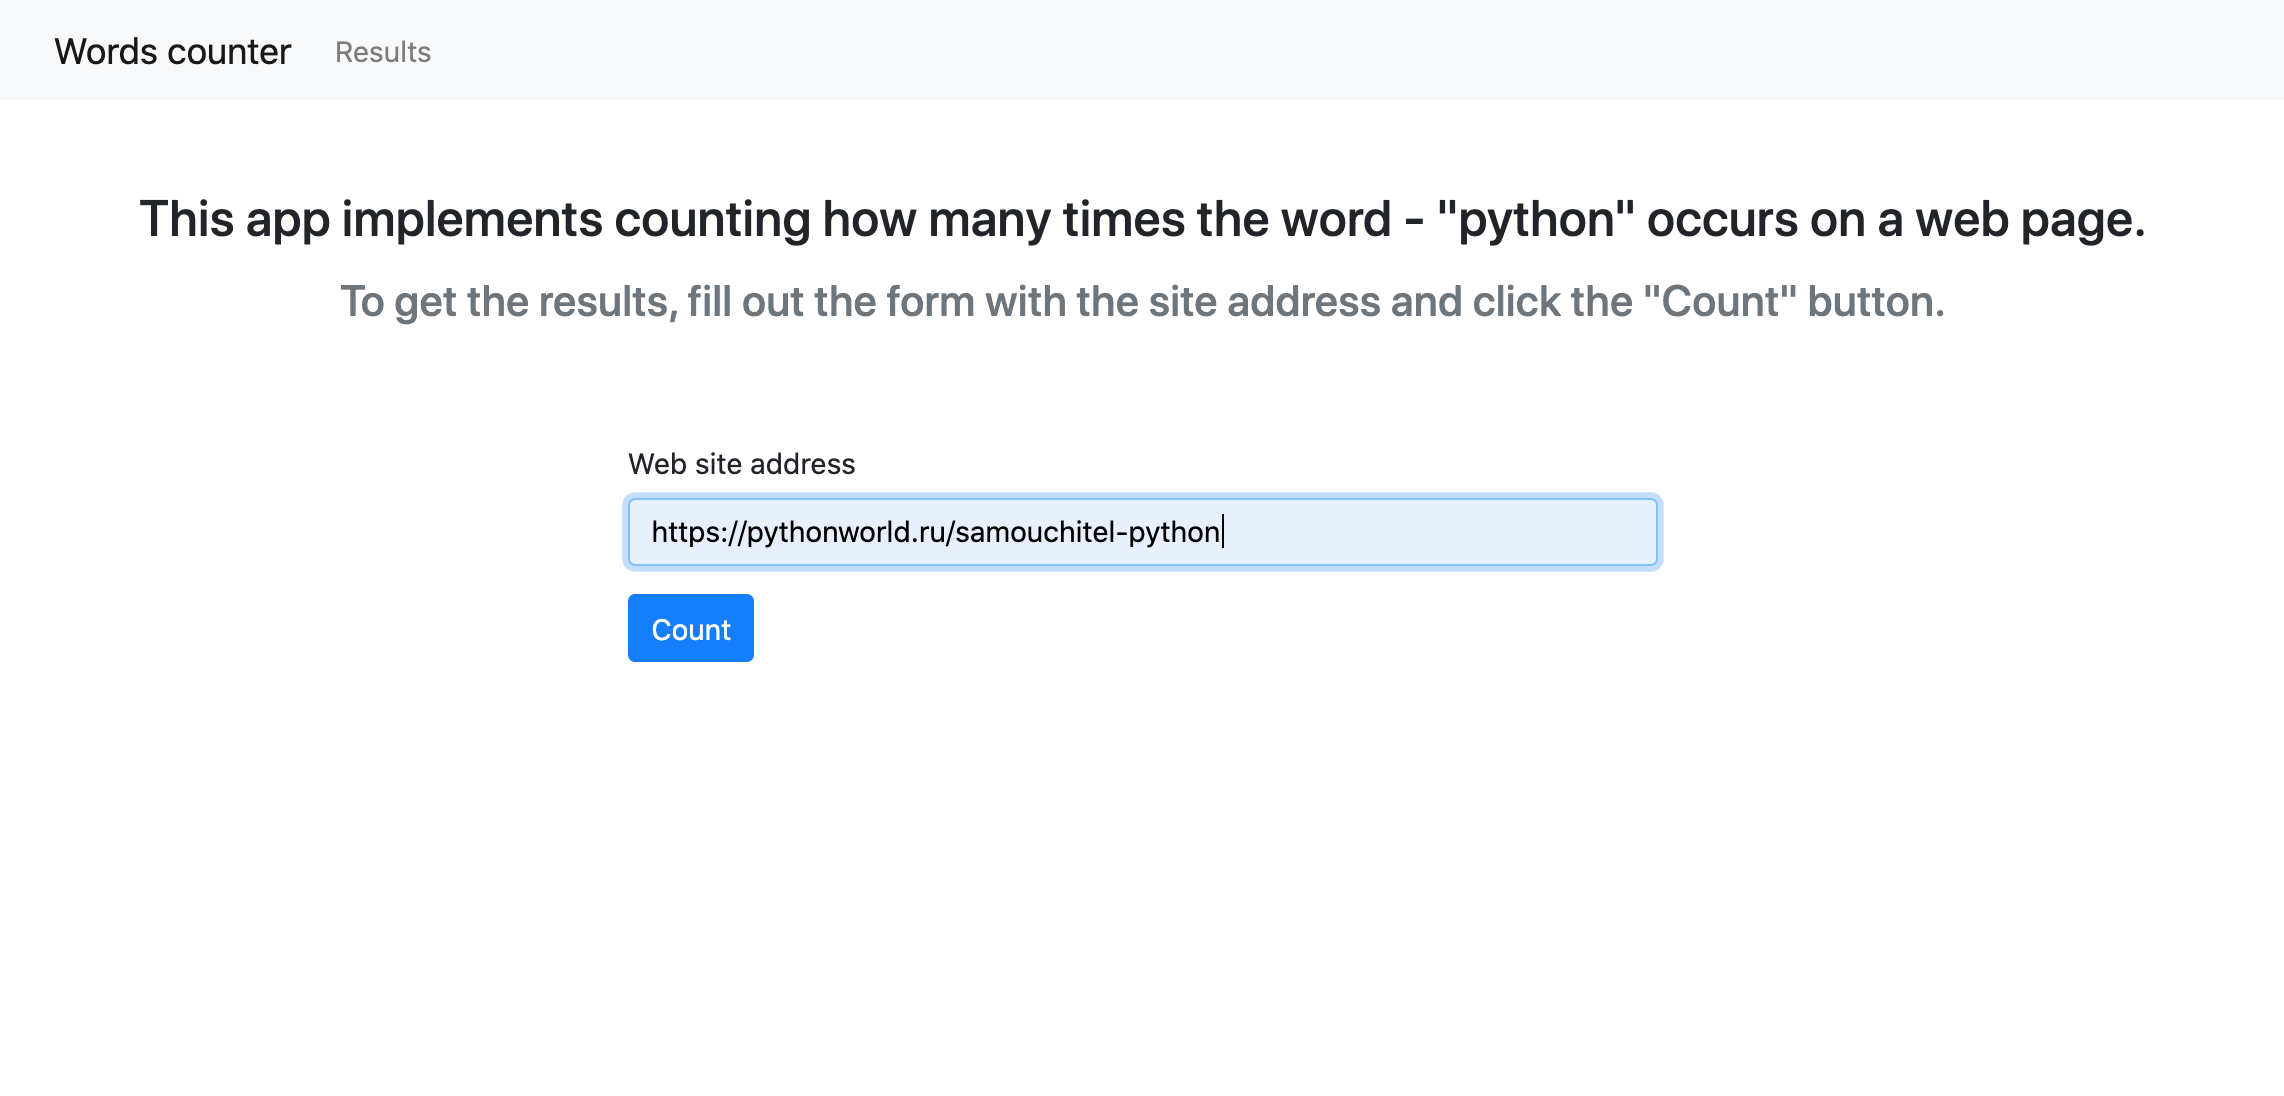 Words counter Results
This app implements counting how many times the word - "python" occurs on a web page.
To get the results, fill out the form with the site address and click the "Count" button.
Web site address
https://pythonworld.ru/samouchitel-python
Count